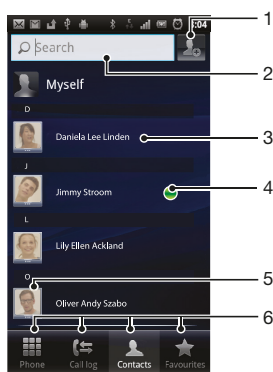 1
:04
Search
2
Myself
D
Daniela Lee Linden
3
J
Jimmy Stroom
4
L
Lily Ellen Ackland
O
5
Oliver Andy Szabo
6
Phone Call log Contacts Favourites